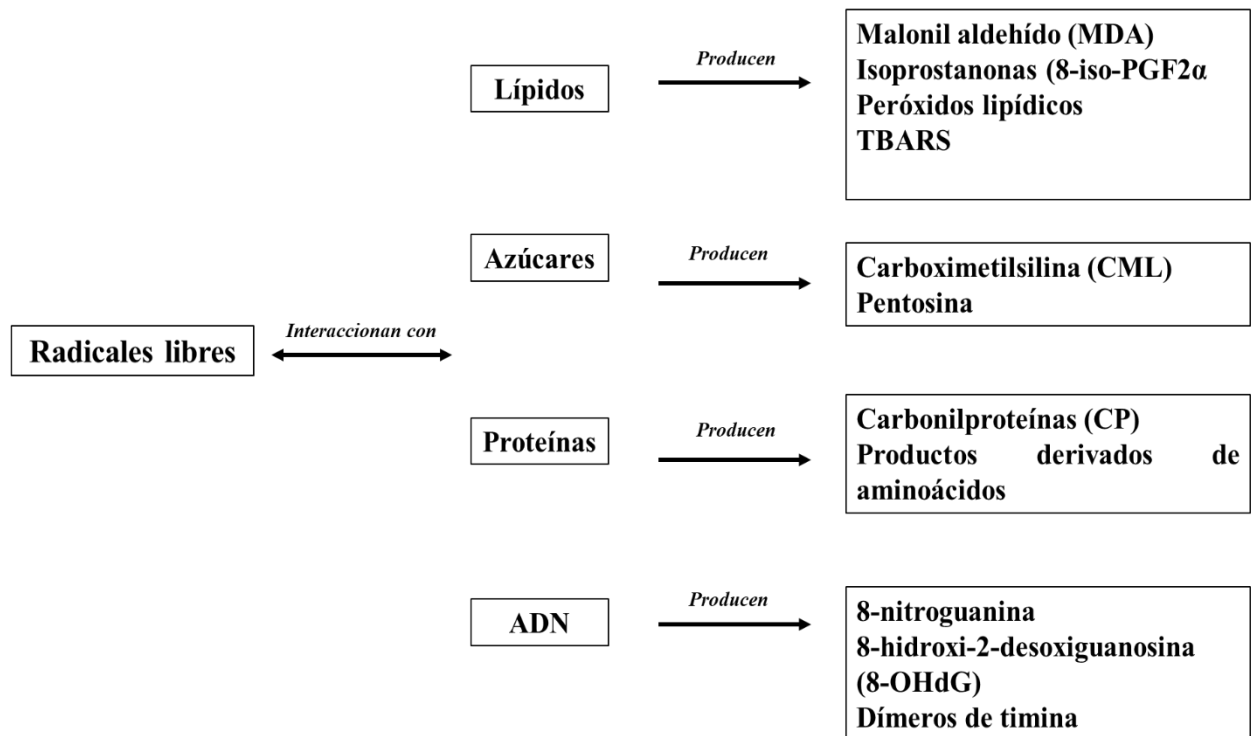 Radicales libres
Interaccionan con
Lípidos
Producen
Malonil aldehído (MDA)
Isoprostanonas (8-iso-PGF2α
Peróxidos lipídicos
TBARS
Azúcares
Producen
Carboximetilsilina (CML)
Pentosina
Proteínas
Producen
Carbonilproteínas (CP)
Productos derivados de
aminoácidos
ADN
Producen
8-nitroguanina
8-hidroxi-2-desoxiguanosina
(8-OHdG)
Dímeros de timina